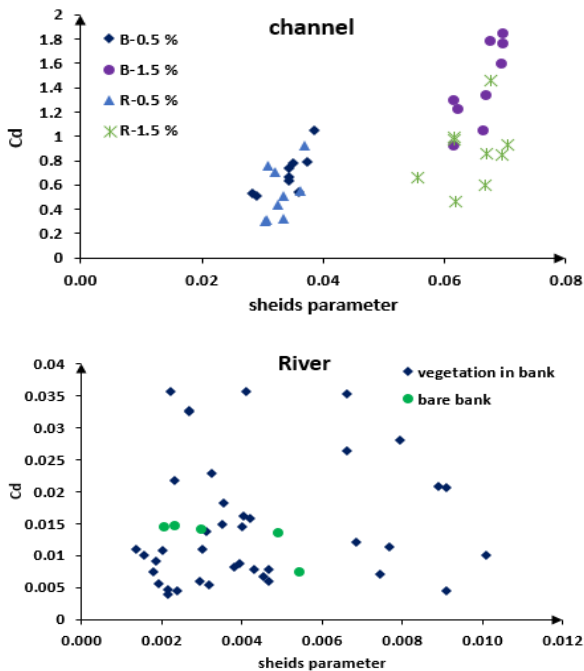 channel
2
1.8
1.6
1.4
1.2
1
0.8
0.6
0.4
0.2
0
Cd
B-0.5 %
B-1.5 %
R-0.5 %
R-1.5 %
0.00 0.02 0.04 0.06 0.08
sheids parameter
River
0.04
0.035
0.03
0.025
0.02
0.015
0.01
0.005
0
Cd
vegetation in bank
bare bank
0.000 0.002 0.004 0.006 0.008 0.010 0.012
sheids parameter